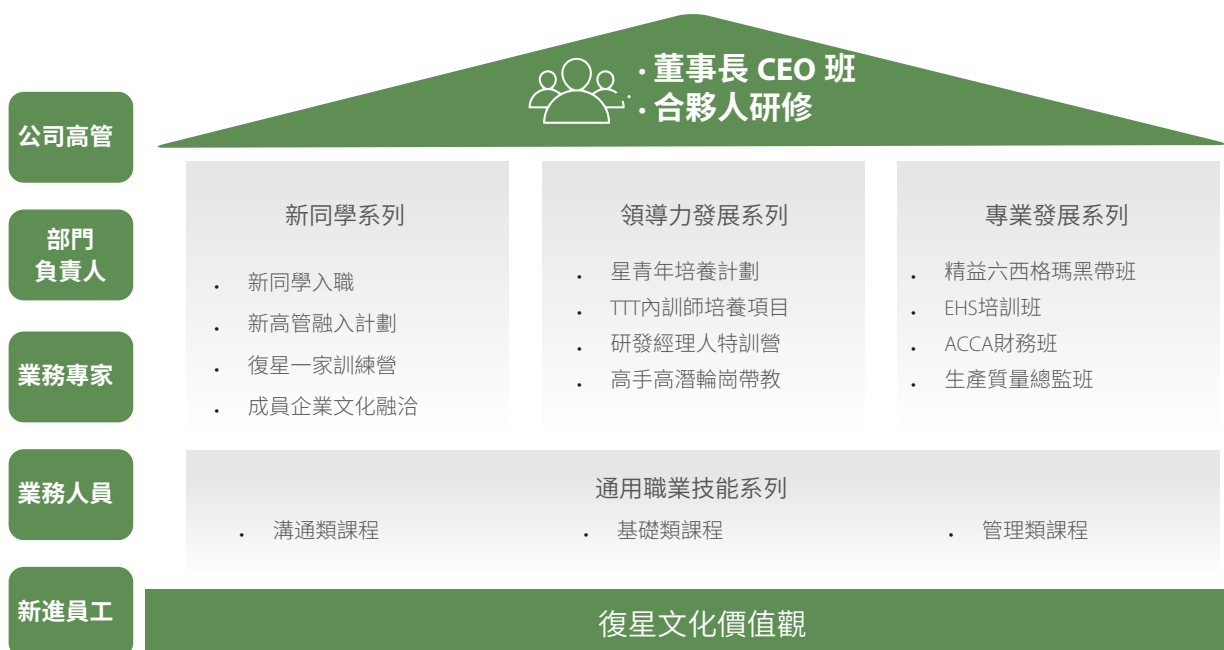 · 董事長 CEO 班
· 合夥人研修
公司高管
部門
負責人
業務專家
業務人員
新進員工
新同學系列
· 新同學入職
· 新高管融入計劃
· 復星一家訓練營
· 成員企業文化融洽
領導力發展系列
· 星青年培養計劃
· TTT內訓師培養項目
· 研發經理人特訓營
· 高手高潛輪崗帶教
專業發展系列
· 精益六西格瑪黑帶班
· EHS培訓班
· ACCA財務班
· 生產質量總監班
通用職業技能系列
· 溝通類課程
· 基礎類課程
· 管理類課程
復星文化價值觀